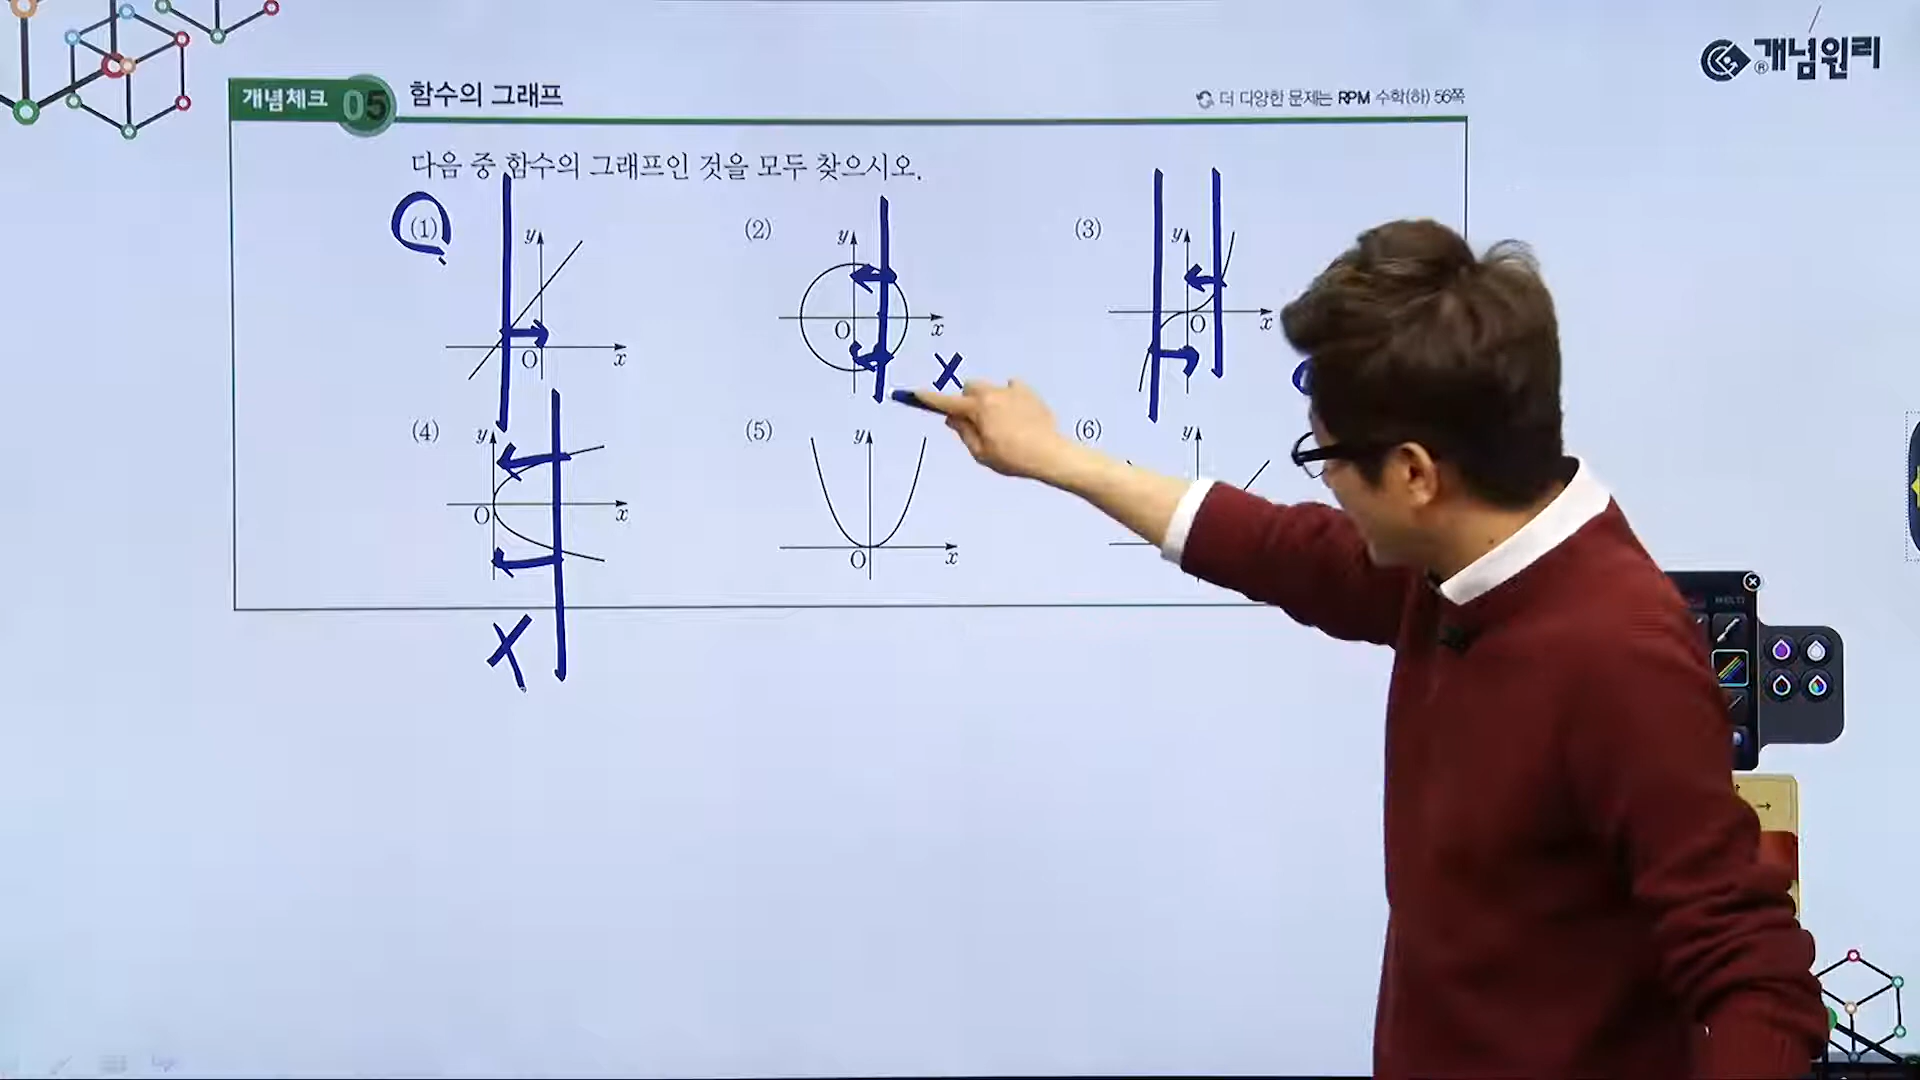 개념원리
개념체크 05 함수의 그래프
더 다양한 문제는 RPM 수학(하) 56쪽
다음 중 함수의 그래프인 것을 모두 찾으시오.
(1) y O x
(2) y O x X
(3) y O x
(4) y O x X
(5) y O x
(6) y
MULTI